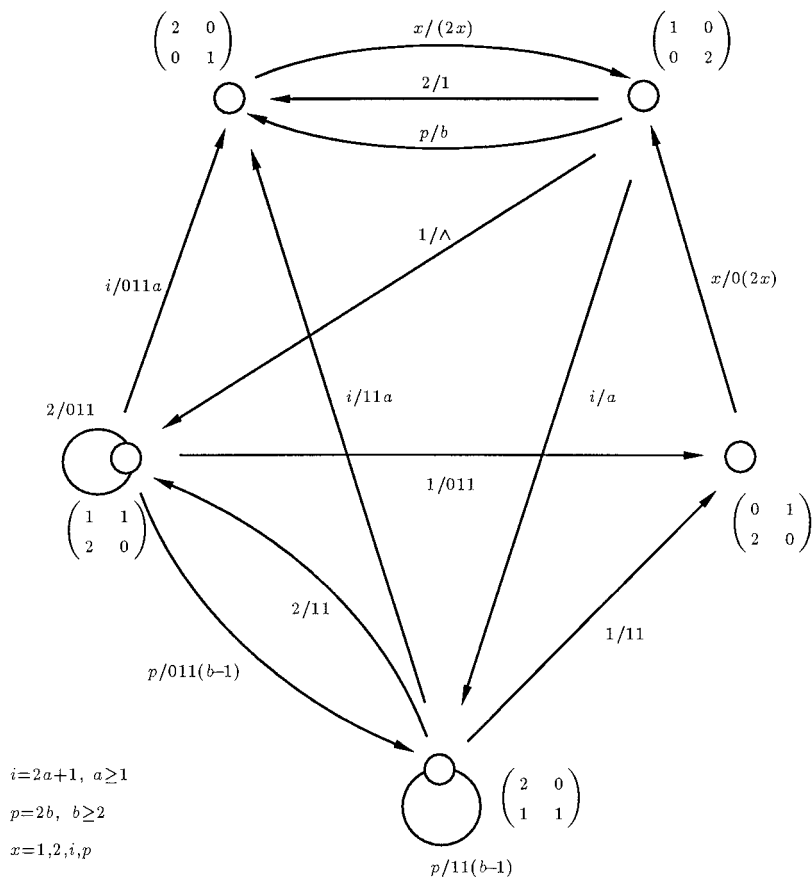 2 0
0 1
x/(2x)
1 0
0 2
2/1
p/b
1/∧
i/011a
x/0(2x)
i/11a
i/a
2/011
1/011
1 1
2 0
0 1
2 0
2/11
1/11
p/011(b–1)
i=2a+1, a≥1
p=2b, b≥2
x=1,2,i,p
2 0
1 1
p/11(b–1)